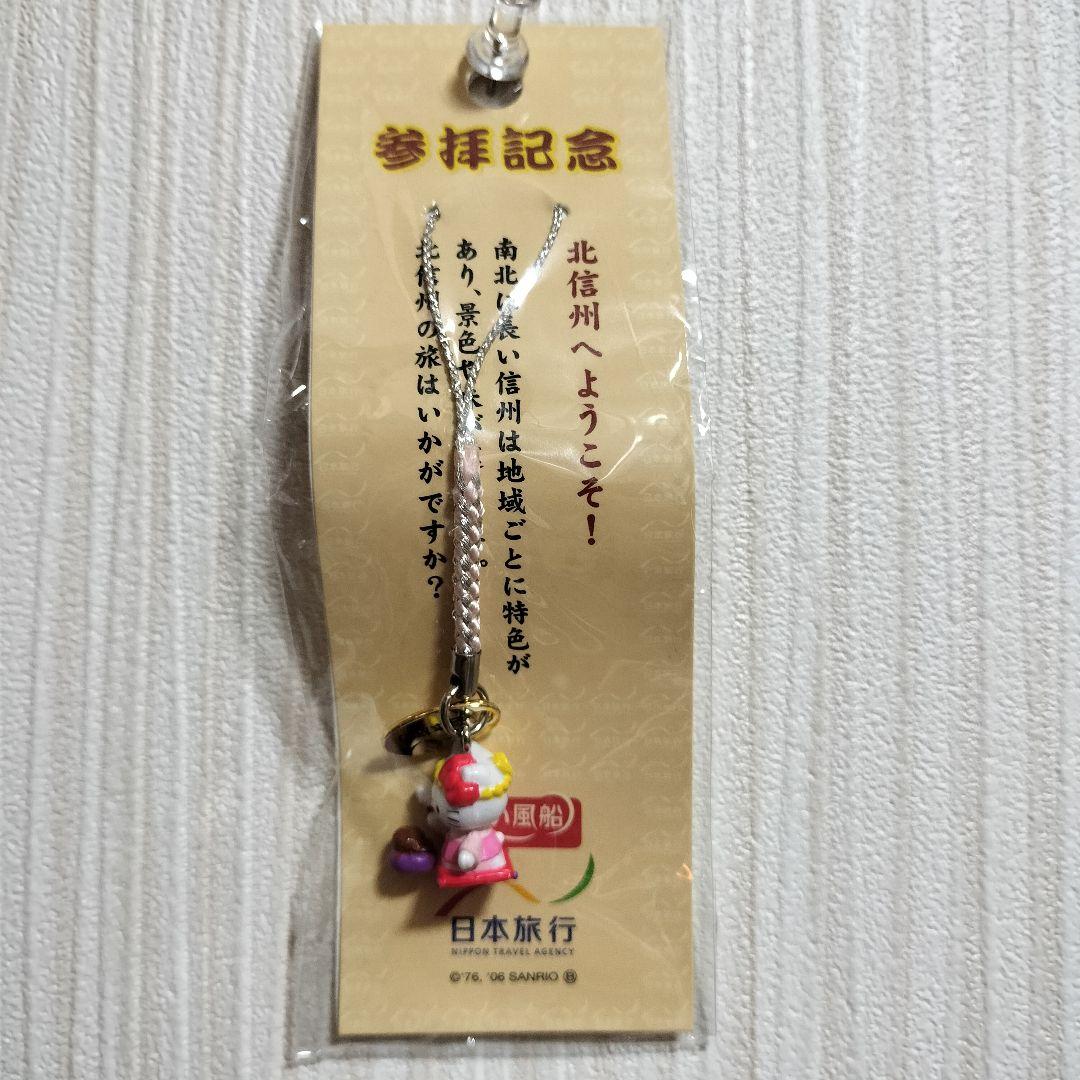 参拝記念
北信州へようこそ!
南北に長い信州は地域ごとに特色が
あり、景色や
北信州の旅はいかがですか?
風船
日本旅行
NIPPON TRAVEL AGENCY
©'76, '06 SANRIO Ⓑ